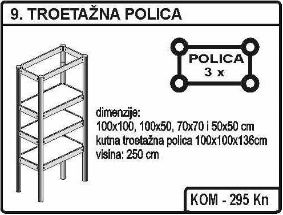 9. TROETAŽNA POLICA
POLICA
3 x
dimenzije:
100x100, 100x50, 70x70 i 50x50 cm
kutna troetažna polica 100x100x136cm
visina: 250 cm
KOM - 295 Kn